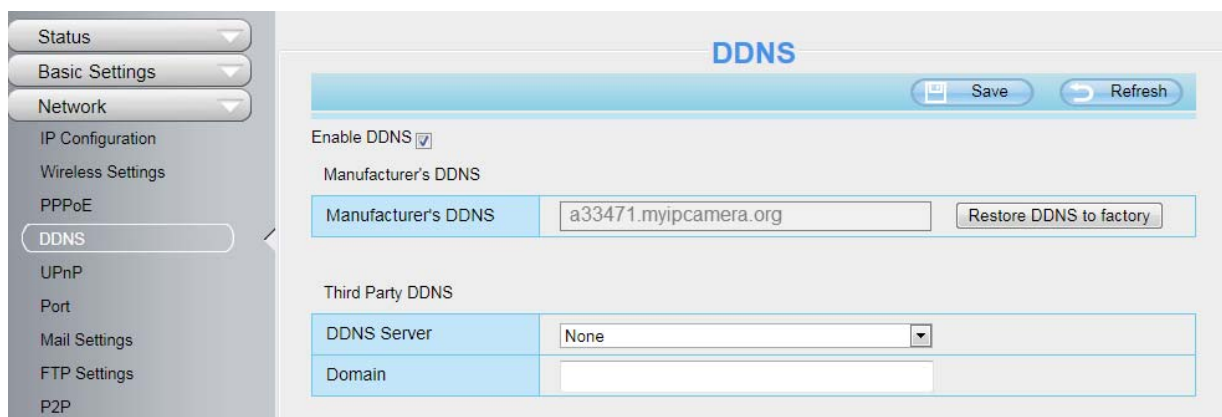 Status
Basic Settings
Network
IP Configuration
Wireless Settings
PPPoE
DDNS
UPnP
Port
Mail Settings
FTP Settings
P2P
DDNS
Save Refresh
Enable DDNS
Manufacturer's DDNS
Manufacturer's DDNS a33471.myipcamera.org Restore DDNS to factory
Third Party DDNS
DDNS Server None
Domain